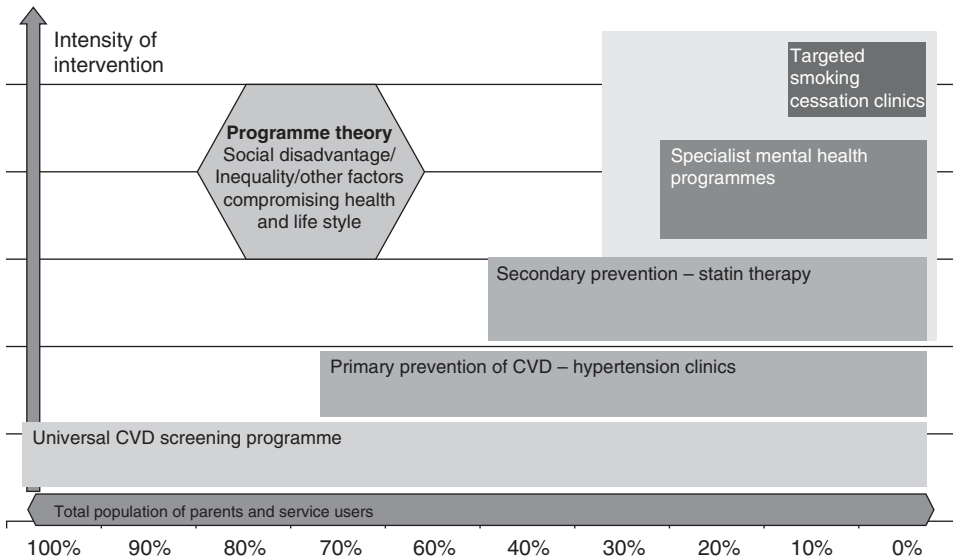 Intensity of
intervention
Targeted
smoking
cessation clinics
Programme theory
Social disadvantage/
Inequality/other factors
compromising health
and life style
Specialist mental health
programmes
Secondary prevention – statin therapy
Primary prevention of CVD – hypertension clinics
Universal CVD screening programme
Total population of parents and service users
100% 90% 80% 70% 60% 40% 30% 20% 10% 0%